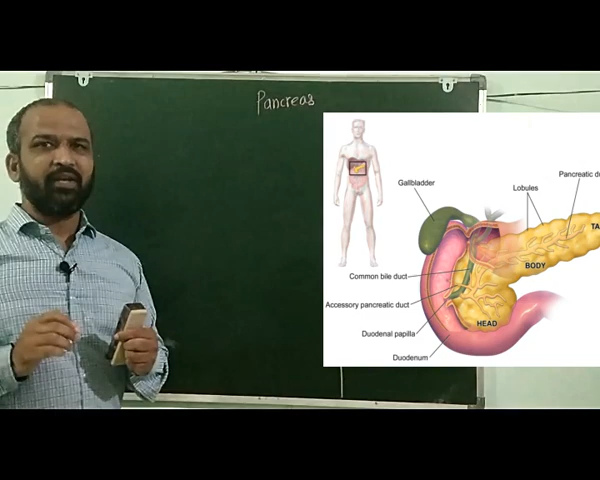 Pancreas
Gallbladder
Lobules
Pancreatic
TA
BODY
Common bile duct
Accessory pancreatic duct
HEAD
Duodenal papilla
Duodenum